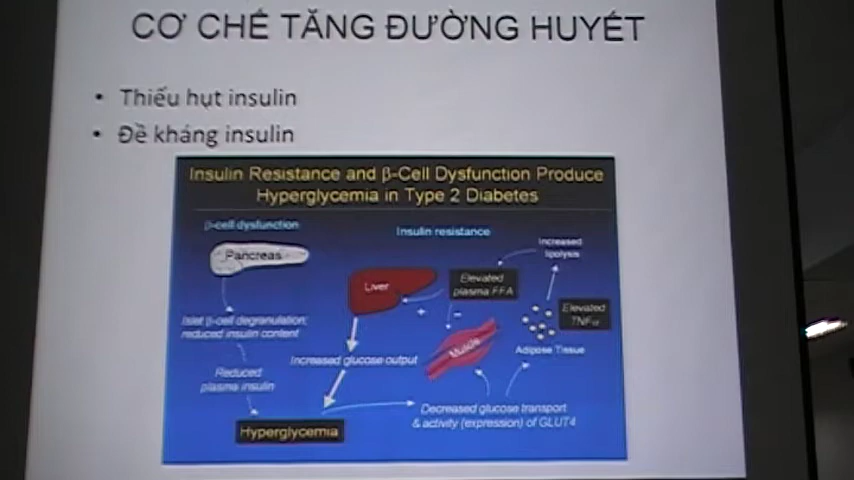 CƠ CHẾ TĂNG ĐƯỜNG HUYẾT
• Thiếu hụt insulin
• Đề kháng insulin
Insulin Resistance and β-Cell Dysfunction Produce
Hyperglycemia in Type 2 Diabetes
β-cell dysfunction
Insulin resistance
Pancreas
Increased
lipolysis
Liver
Elevated
plasma FFA
Elevated
TNFα
+
–
Islet β-cell degranulation;
reduced insulin content
Muscle
Adipose Tissue
Increased glucose output
Reduced
plasma insulin
Decreased glucose transport
& activity (expression) of GLUT4
Hyperglycemia